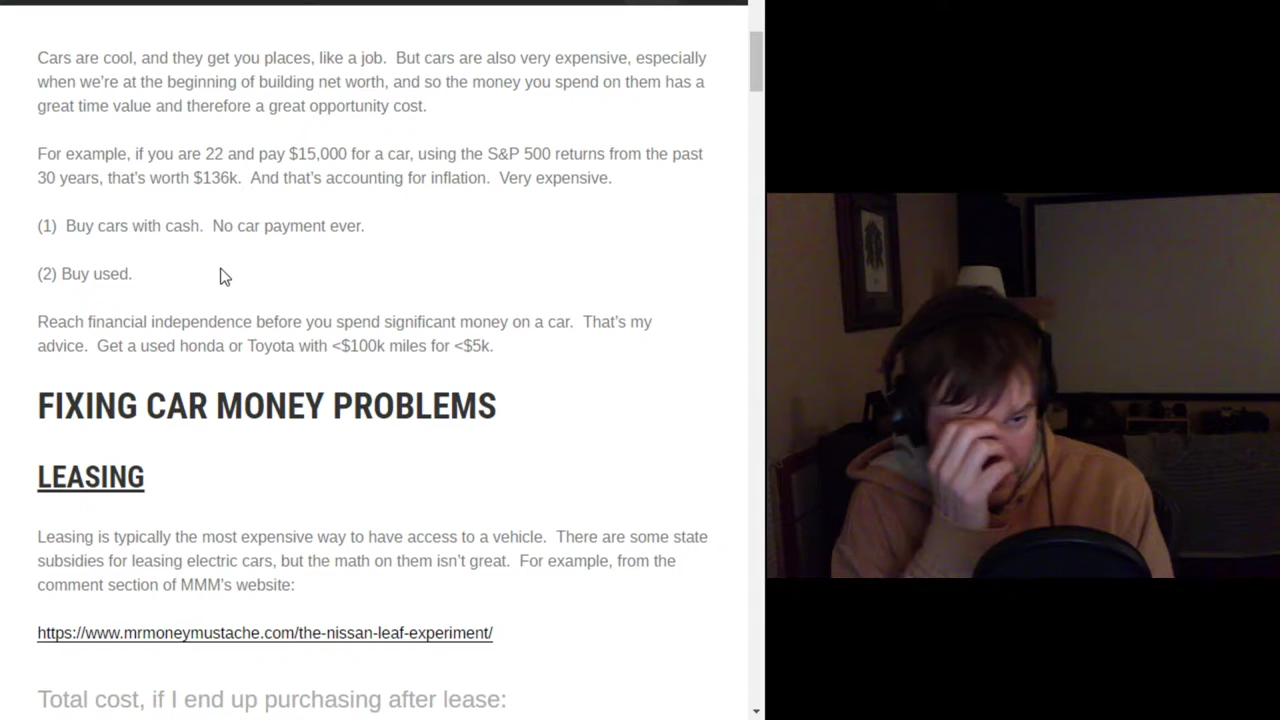 Cars are cool, and they get you places, like a job.  But cars are also very expensive, especially
when we're at the beginning of building net worth, and so the money you spend on them has a
great time value and therefore a great opportunity cost.
For example, if you are 22 and pay $15,000 for a car, using the S&P 500 returns from the past
30 years, that's worth $136k.  And that's accounting for inflation.  Very expensive.
(1)  Buy cars with cash.  No car payment ever.
(2) Buy used.
Reach financial independence before you spend significant money on a car.  That's my
advice.  Get a used honda or Toyota with <$100k miles for <$5k.
FIXING CAR MONEY PROBLEMS
LEASING
Leasing is typically the most expensive way to have access to a vehicle.  There are some state
subsidies for leasing electric cars, but the math on them isn't great.  For example, from the
comment section of MMM's website:
https://www.mrmoneymustache.com/the-nissan-leaf-experiment/
Total cost, if I end up purchasing after lease: